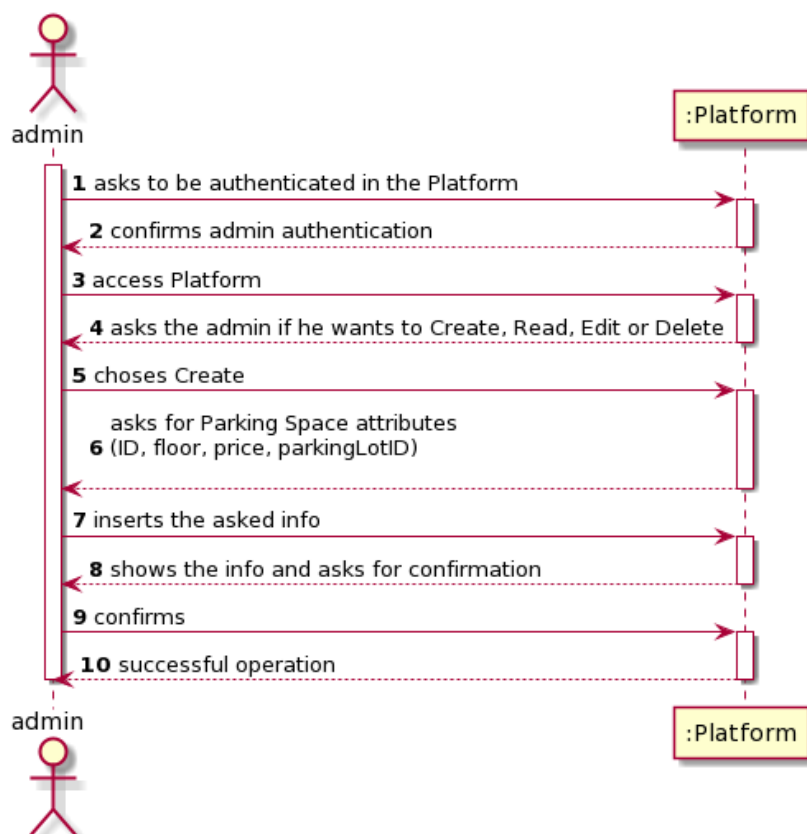 admin
:Platform
1 asks to be authenticated in the Platform
2 confirms admin authentication
3 access Platform
4 asks the admin if he wants to Create, Read, Edit or Delete
5 choses Create
asks for Parking Space attributes
6 (ID, floor, price, parkingLotID)
7 inserts the asked info
8 shows the info and asks for confirmation
9 confirms
10 successful operation
admin
:Platform